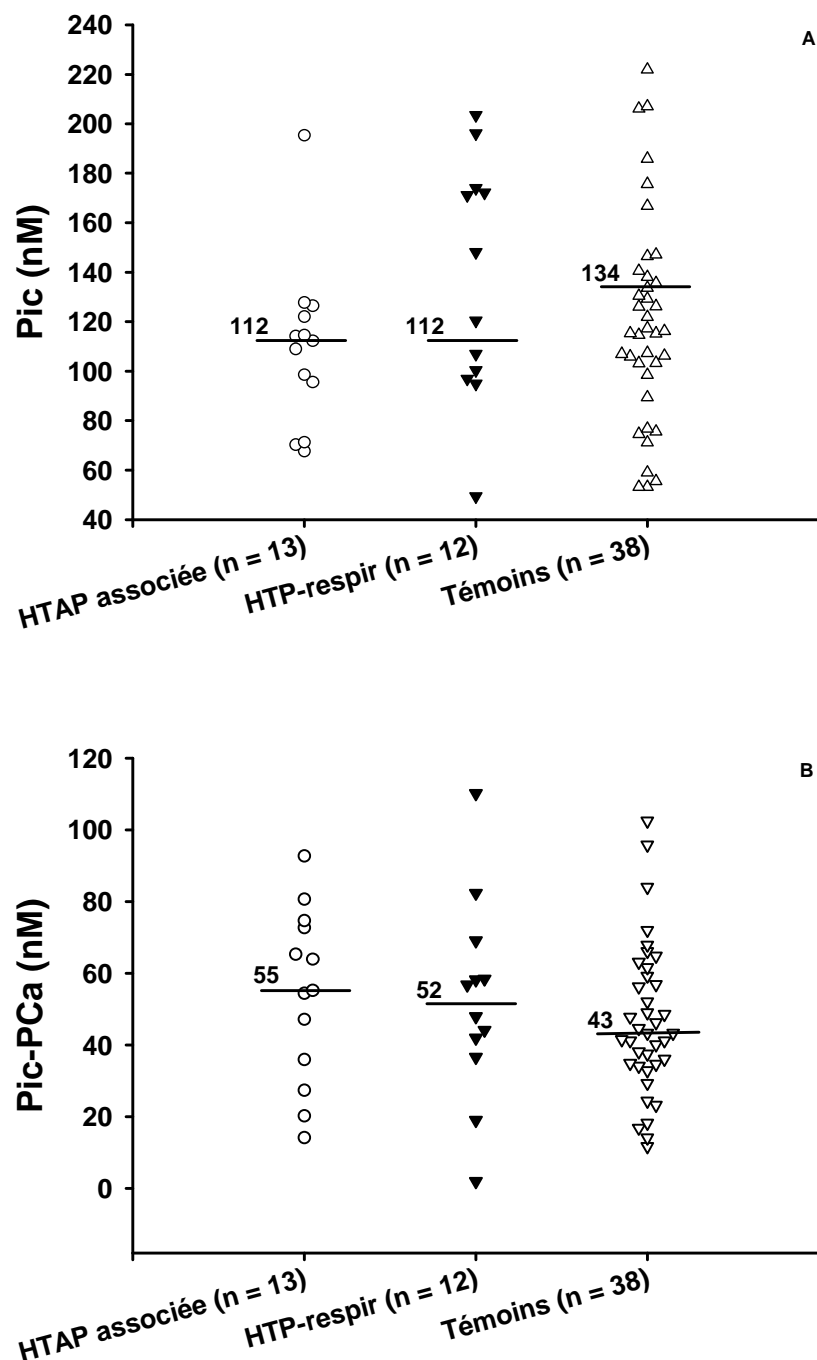 A
Pic (nM)
240
220
200
180
160
140
120
100
80
60
40
112
112
134
HTAP associée (n = 13)
HTP-respir (n = 12)
Témoins (n = 38)
B
Pic-PCa (nM)
120
100
80
60
40
20
0
55
52
43
HTAP associée (n = 13)
HTP-respir (n = 12)
Témoins (n = 38)